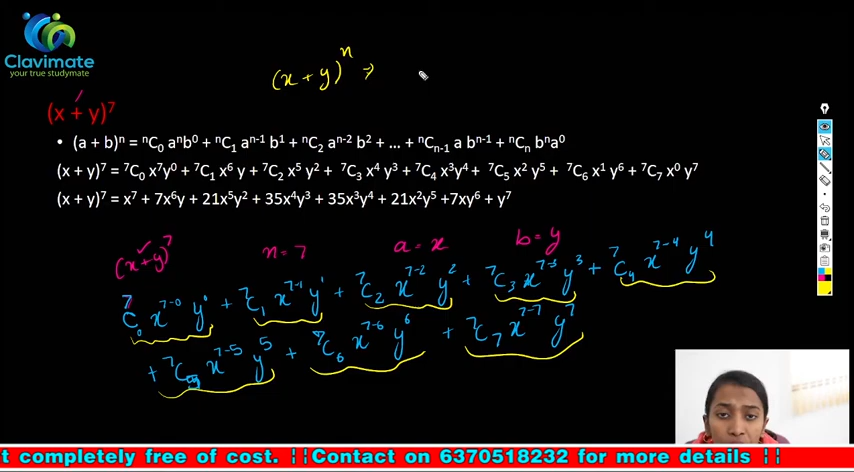 Clavimate
your true studymate
(x + y)ⁿ ⇒
(x + y)⁷
• (a + b)ⁿ = ⁿC₀ aⁿb⁰ + ⁿC₁ aⁿ⁻¹ b¹ + ⁿC₂ aⁿ⁻² b² + ... + ⁿCₙ₋₁ a bⁿ⁻¹ + ⁿCₙ bⁿa⁰
(x + y)⁷ = ⁷C₀ x⁷y⁰ + ⁷C₁ x⁶ y + ⁷C₂ x⁵ y² + ⁷C₃ x⁴ y³ + ⁷C₄ x³y⁴ + ⁷C₅ x² y⁵ + ⁷C₆ x¹ y⁶ + ⁷C₇ x⁰ y⁷
(x + y)⁷ = x⁷ + 7x⁶y + 21x⁵y² + 35x⁴y³ + 35x³y⁴ + 21x²y⁵ +7xy⁶ + y⁷
(x+y)⁷ n = 7 a = x b = y
⁷C₀ x⁷⁻⁰ y⁰ + ⁷C₁ x⁷⁻¹ y¹ + ⁷C₂ x⁷⁻² y² + ⁷C₃ x⁷⁻³ y³ + ⁷C₄ x⁷⁻⁴ y⁴
+ ⁷C x⁷⁻⁵ y⁵ + ⁷C₆ x⁷⁻⁶ y⁶ + ⁷C₇ x⁷⁻⁷ y⁷
t completely free of cost. ||Contact on 6370518232 for more details ||